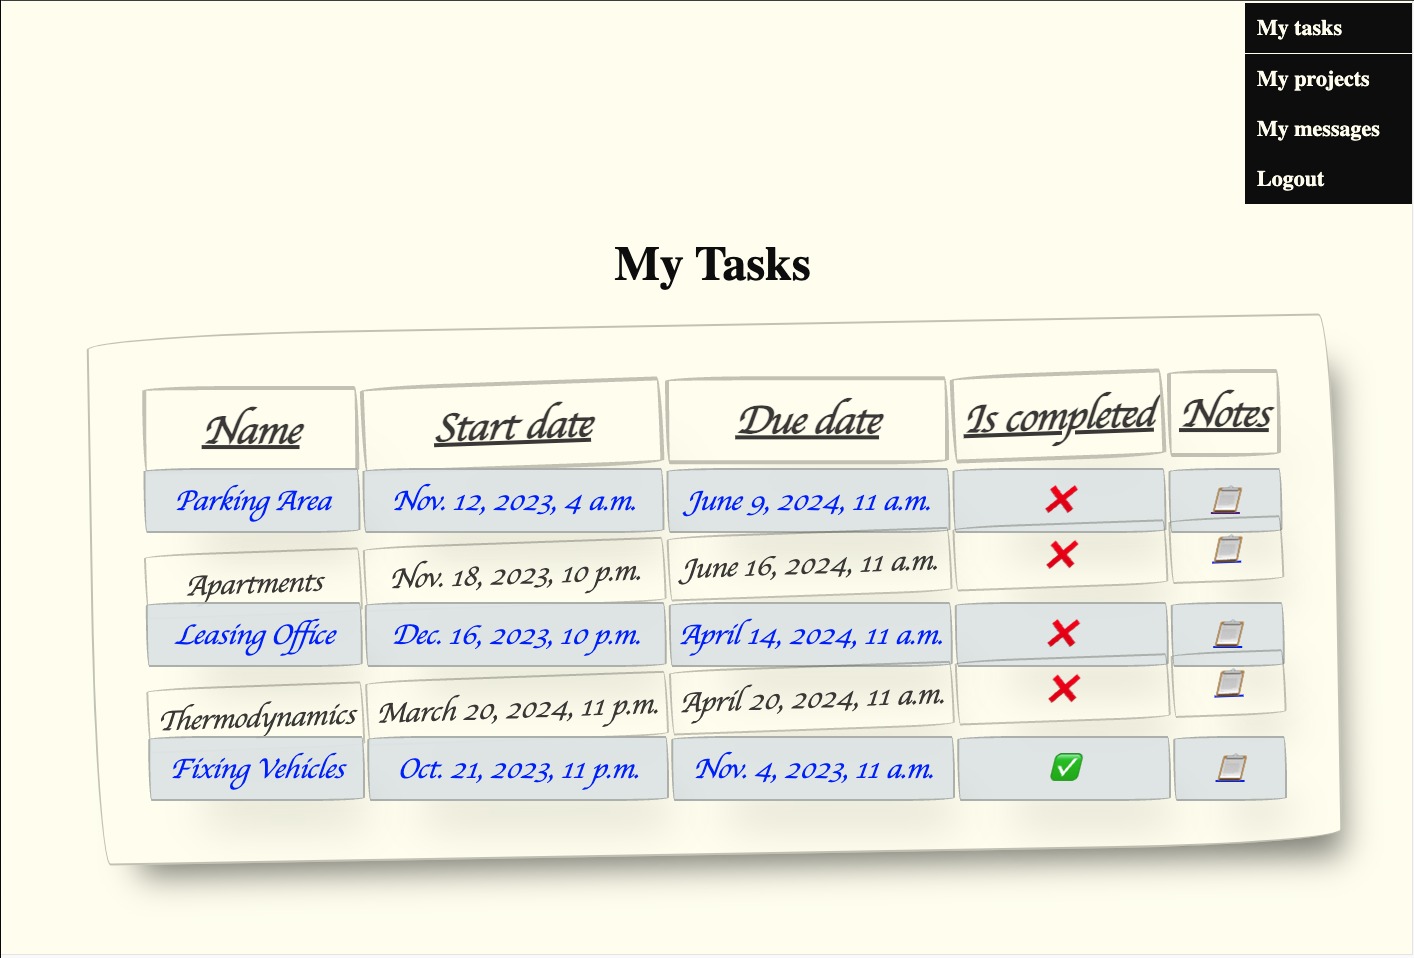 My tasks
My projects
My messages
Logout
My Tasks
Name Start date Due date Is completed Notes
Parking Area Nov. 12, 2023, 4 a.m. June 9, 2024, 11 a.m. ❌ 📋
Apartments Nov. 18, 2023, 10 p.m. June 16, 2024, 11 a.m. ❌ 📋
Leasing Office Dec. 16, 2023, 10 p.m. April 14, 2024, 11 a.m. ❌ 📋
Thermodynamics March 20, 2024, 11 p.m. April 20, 2024, 11 a.m. ❌ 📋
Fixing Vehicles Oct. 21, 2023, 11 p.m. Nov. 4, 2023, 11 a.m. ✅ 📋